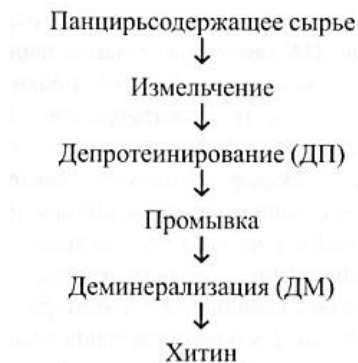 Панцирьсодержащее сырье
Измельчение
Депротеинирование (ДП)
Промывка
Деминерализация (ДМ)
Хитин